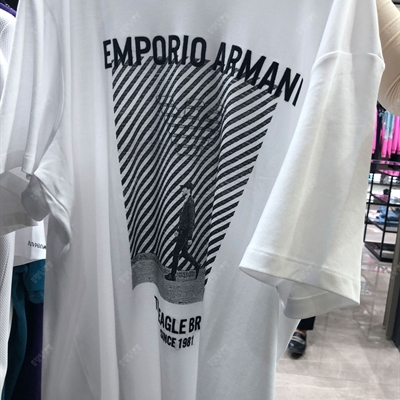 EMPORIO ARMANI
EAGLE BR
SINCE 1981